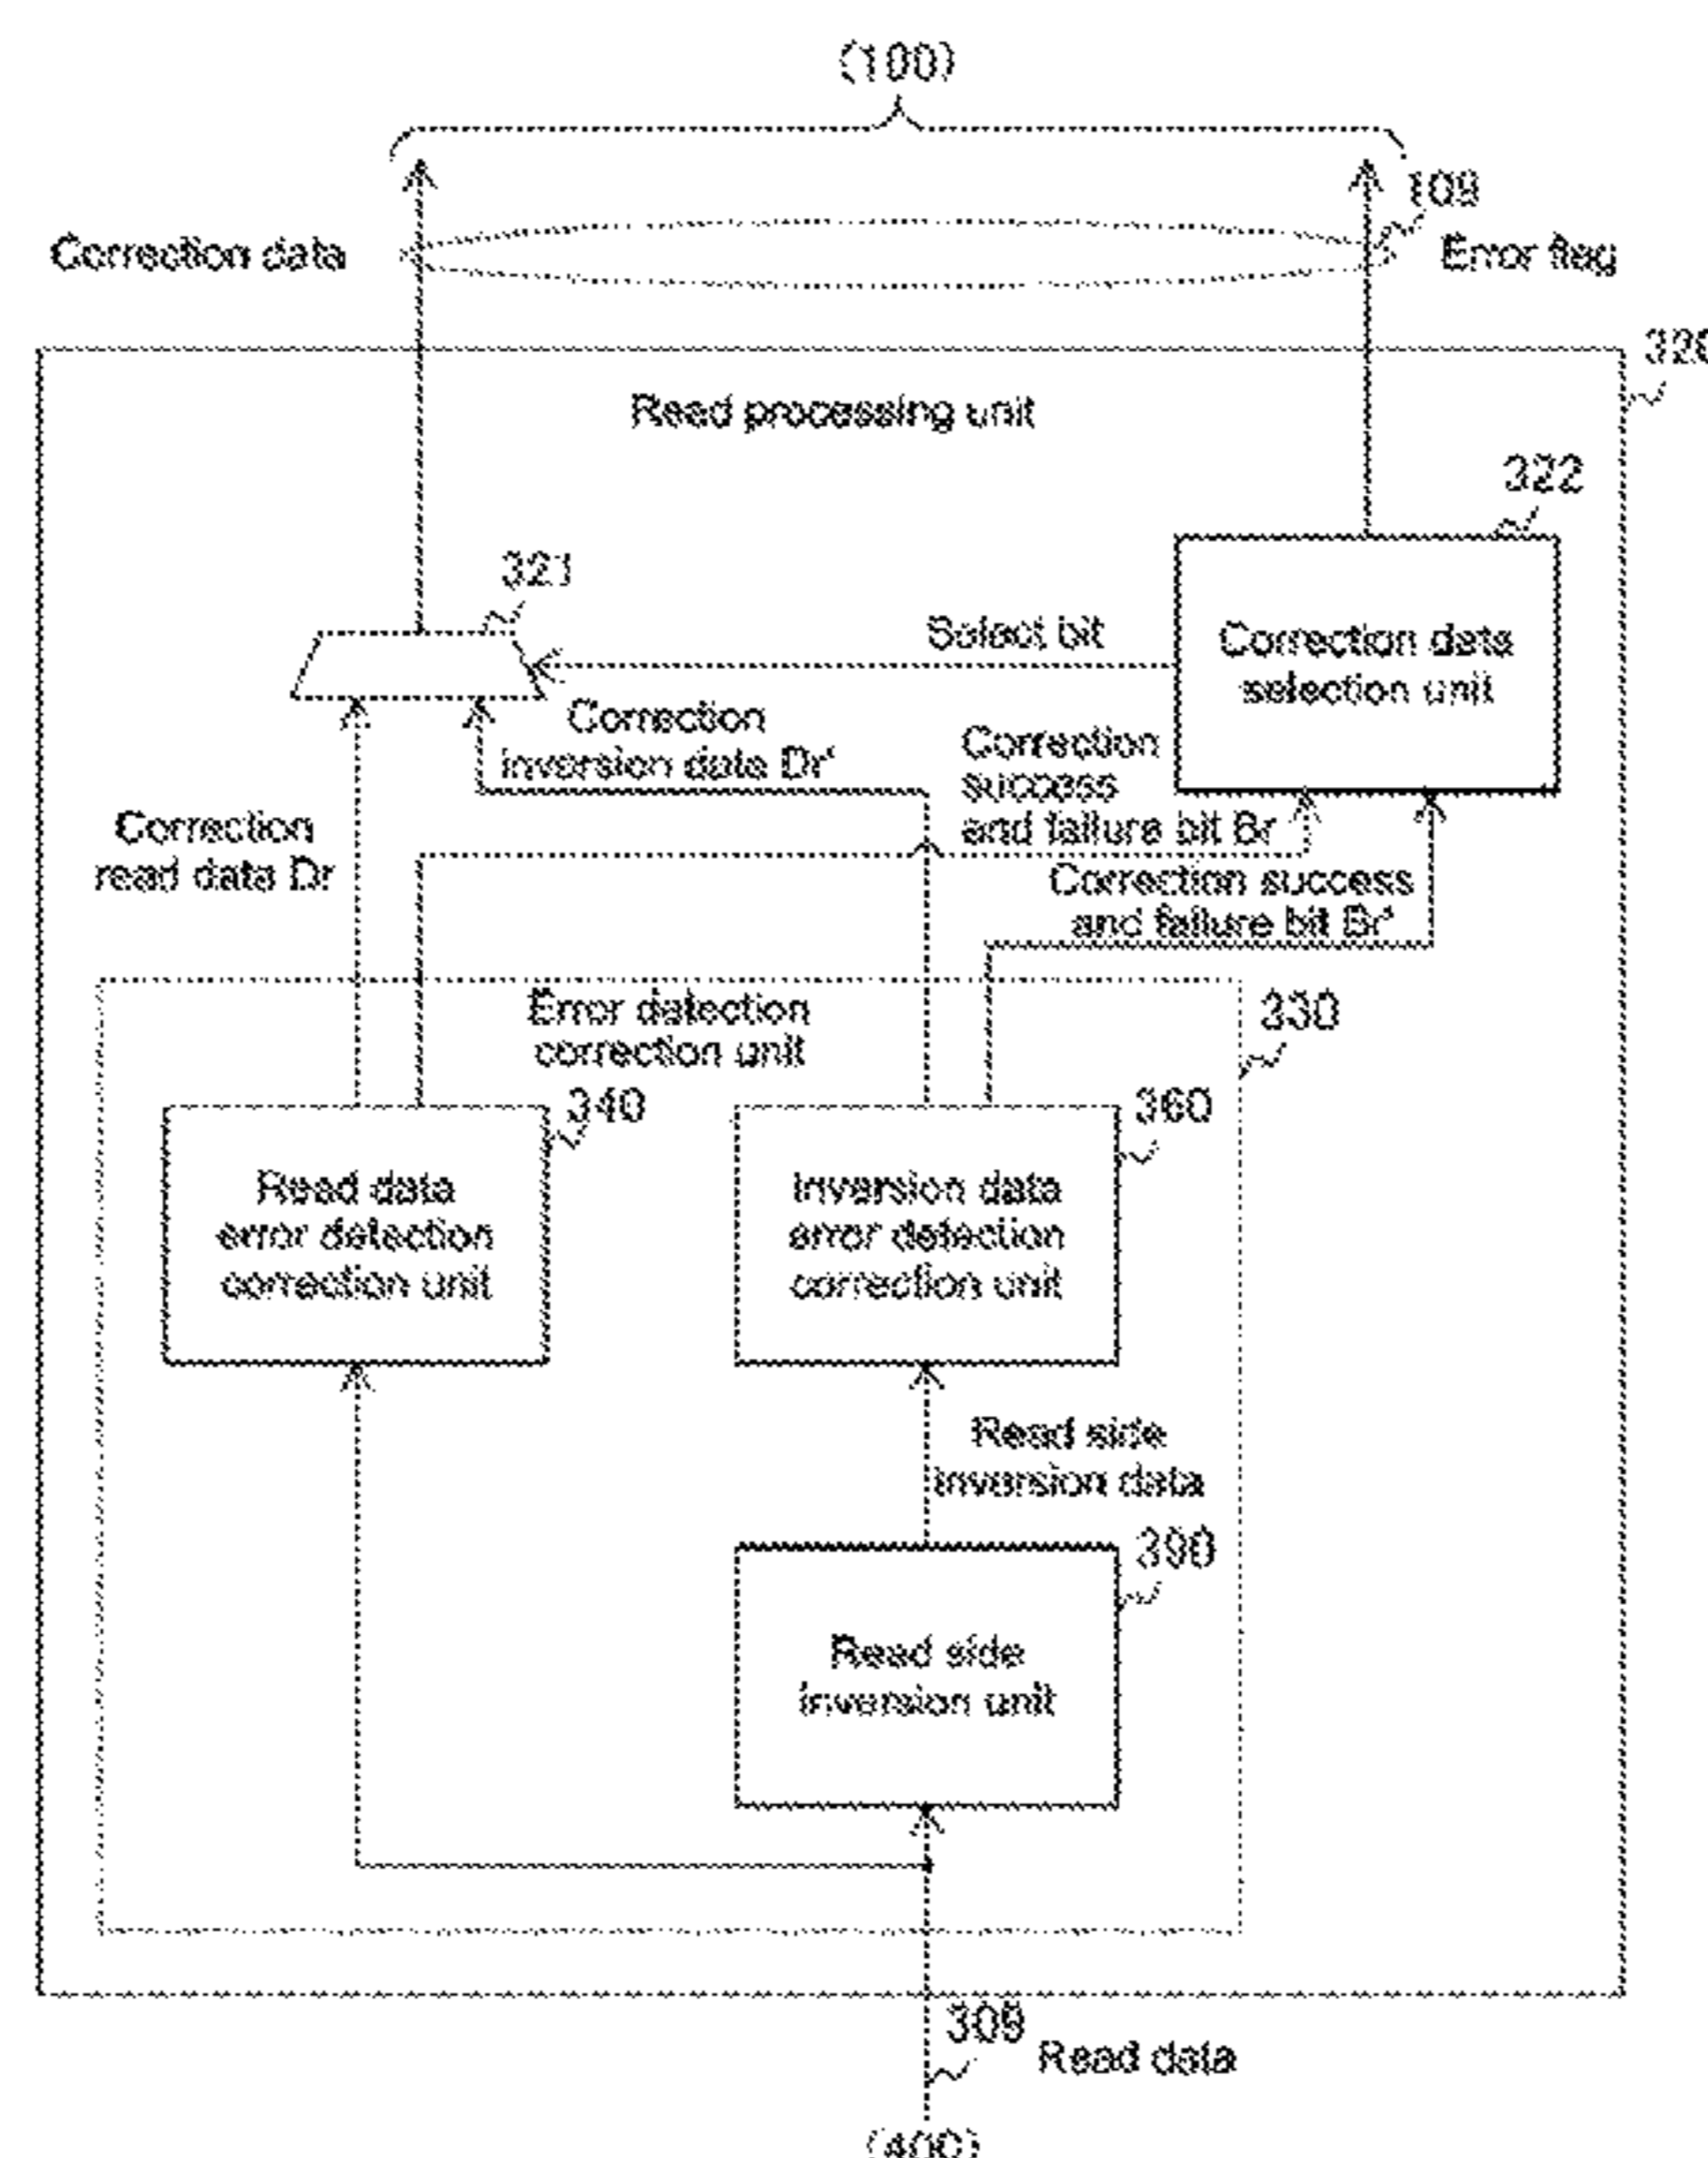 (100)
109
Correction data
Error flag
320
Read processing unit
322
321
Select bit
Correction data
selection unit
Correction
inversion data Dr'
Correction
success
and failure bit Br
Correction
read data Dr
Correction success
and failure bit Br'
Error detection
correction unit
330
340
360
Read data
error detection
correction unit
Inversion data
error detection
correction unit
Read side
inversion data
390
Read side
inversion unit
309
Read data
(400)